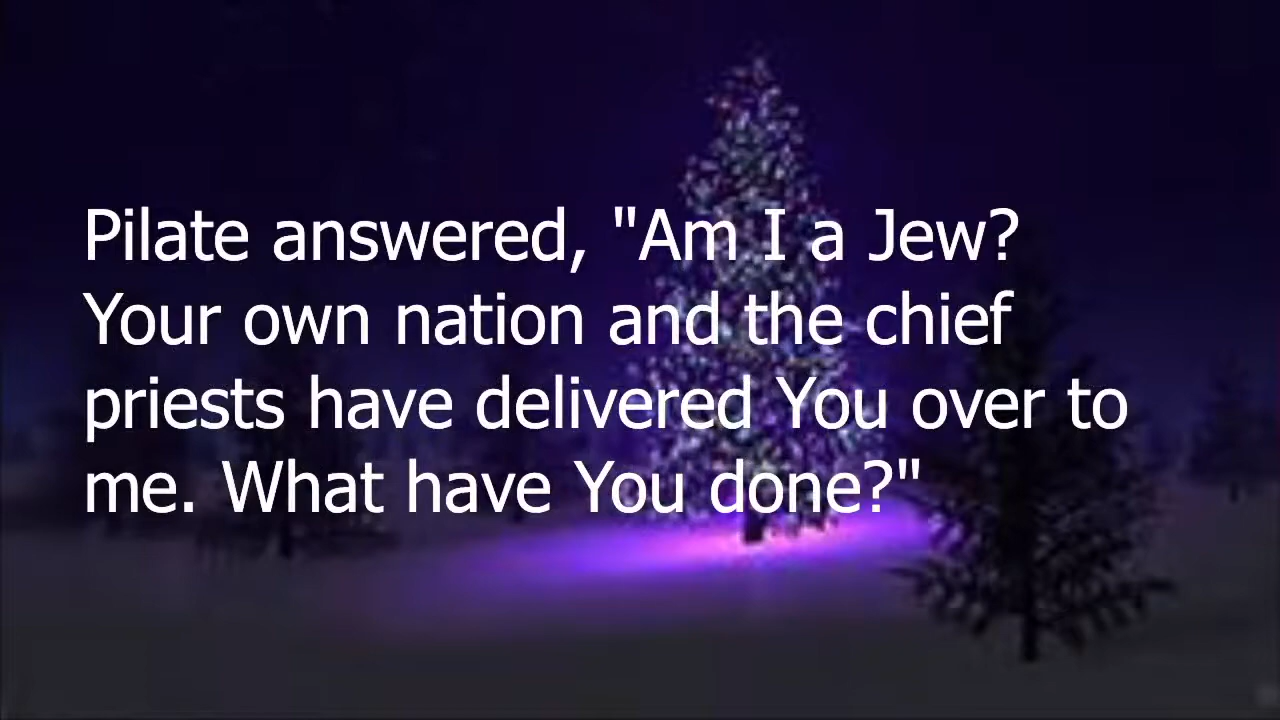 Pilate answered, "Am I a Jew?
Your own nation and the chief
priests have delivered You over to
me. What have You done?"